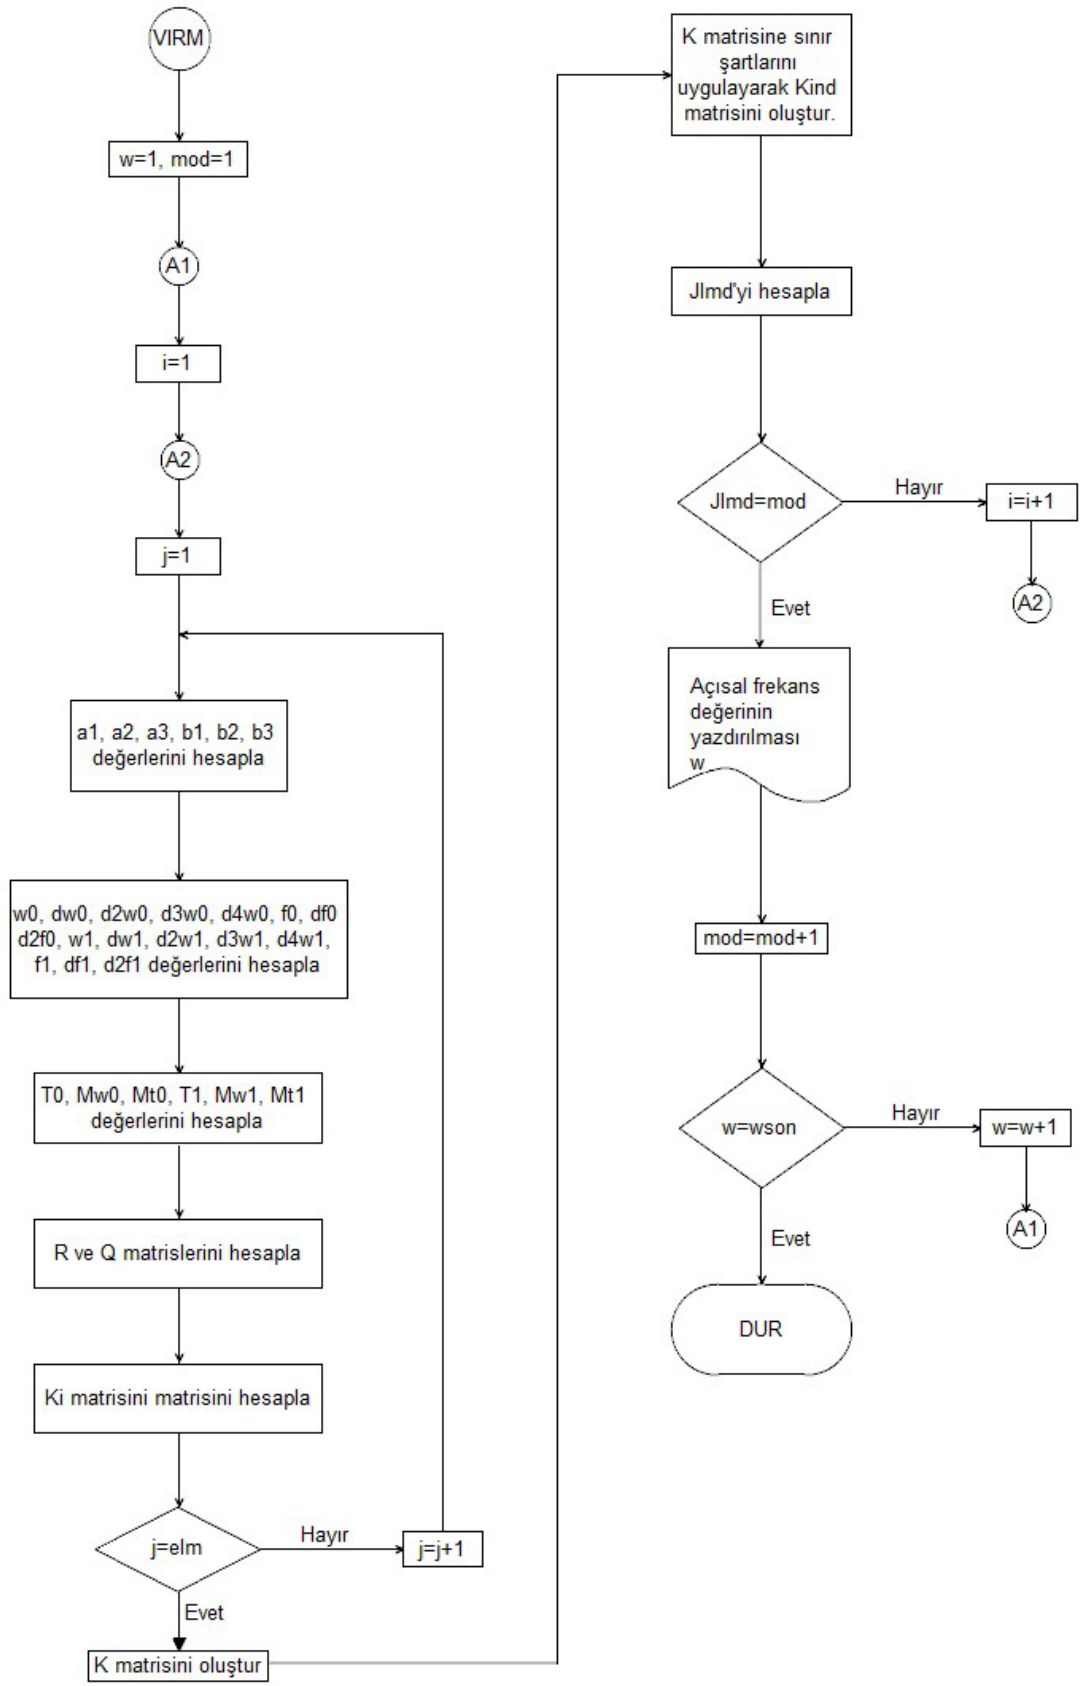 VIRM
w=1, mod=1
A1
i=1
A2
j=1
a1, a2, a3, b1, b2, b3
değerlerini hesapla
w0, dw0, d2w0, d3w0, d4w0, f0, df0
d2f0, w1, dw1, d2w1, d3w1, d4w1,
f1, df1, d2f1 değerlerini hesapla
T0, Mw0, Mt0, T1, Mw1, Mt1
değerlerini hesapla
R ve Q matrislerini hesapla
Ki matrisini matrisini hesapla
j=elm
Hayır
j=j+1
Evet
K matrisini oluştur
K matrisine sınır
şartlarını
uygulayarak Kind
matrisini oluştur.
Jlmd'yi hesapla
Jlmd=mod
Hayır
i=i+1
A2
Evet
Açısal frekans
değerinin
yazdırılması
w
mod=mod+1
w=wson
Hayır
w=w+1
A1
Evet
DUR